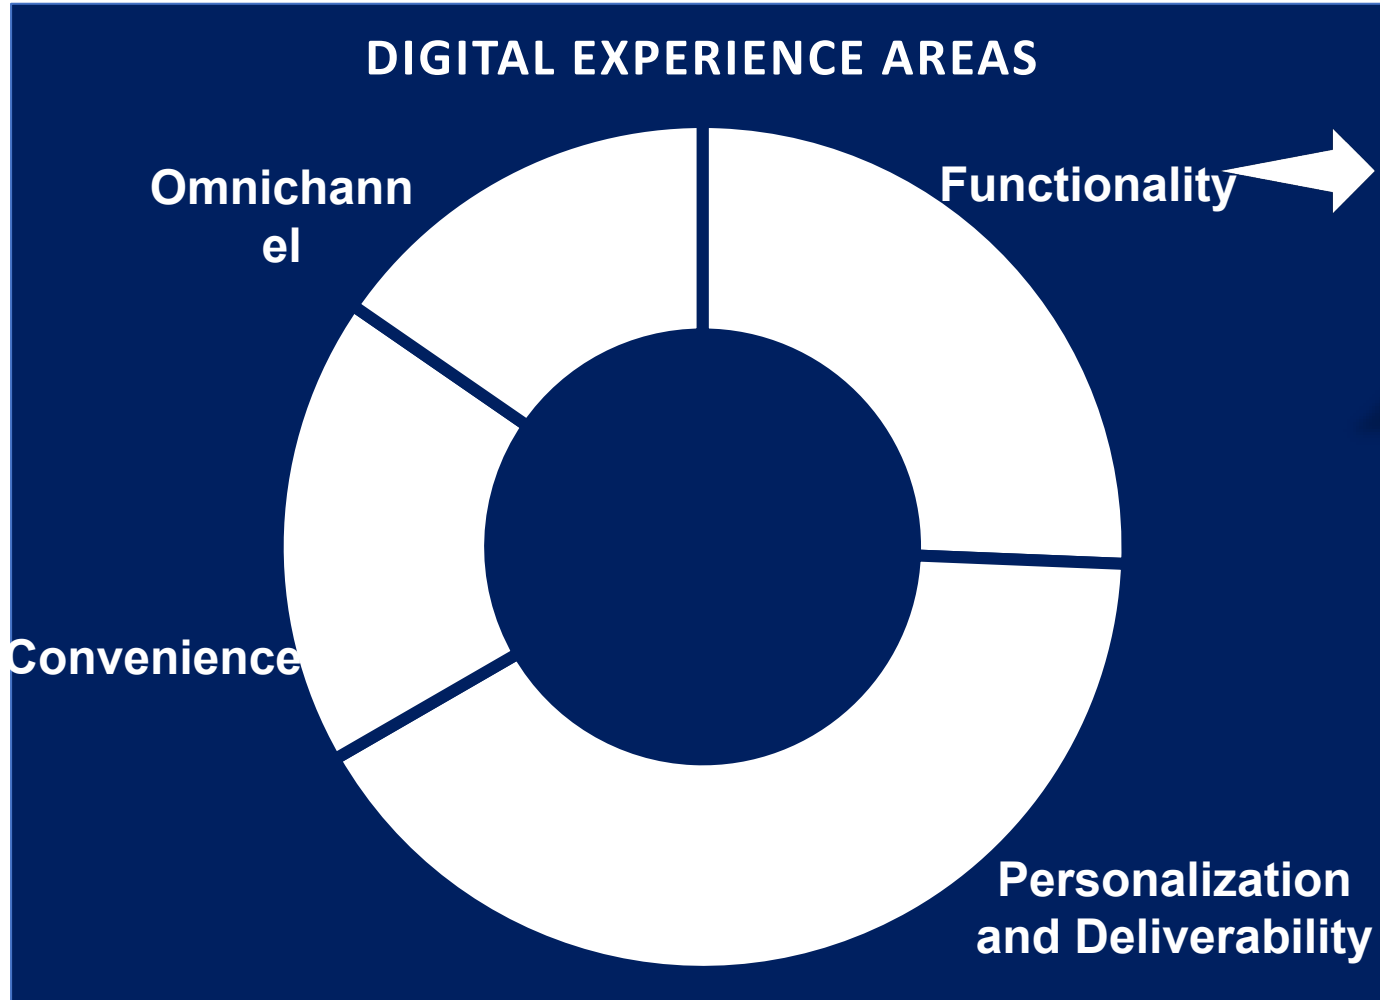 DIGITAL EXPERIENCE AREAS
Omnichann
el
Functionality
Convenience
Personalization
and Deliverability